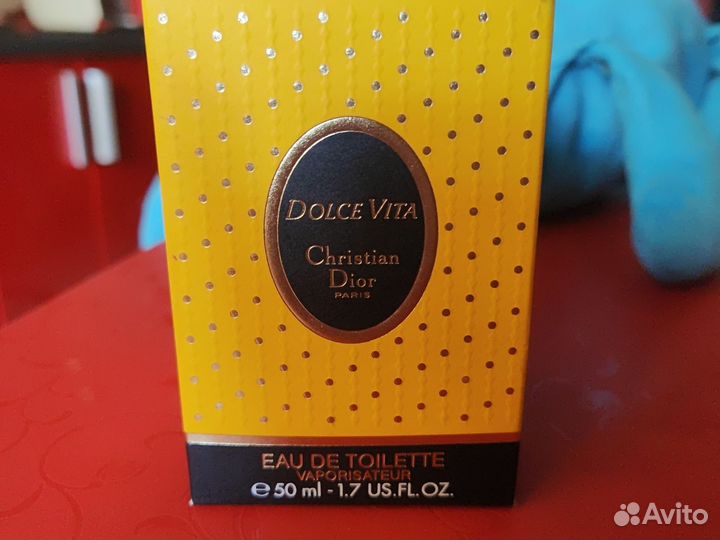 DOLCE VITA
Christian
Dior
PARIS
EAU DE TOILETTE
VAPORISATEUR
℮ 50 ml - 1.7 US.FL.OZ.
Avito